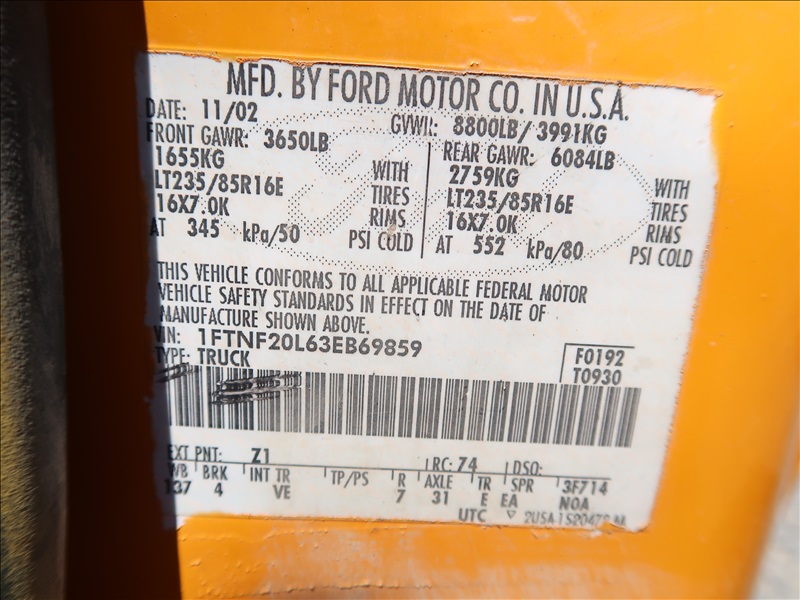 MFD. BY FORD MOTOR CO. IN U.S.A.
DATE: 11/02 GVWR: 8800LB/ 3991KG
FRONT GAWR: 3650LB REAR GAWR: 6084LB
1655KG WITH 2759KG WITH
LT235/85R16E TIRES LT235/85R16E TIRES
16X7.0K RIMS 16X7.0K RIMS
AT 345 kPa/50 PSI COLD AT 552 kPa/80 PSI COLD
THIS VEHICLE CONFORMS TO ALL APPLICABLE FEDERAL MOTOR
VEHICLE SAFETY STANDARDS IN EFFECT ON THE DATE OF
MANUFACTURE SHOWN ABOVE.
VIN: 1FTNF20L63EB69859 F0192
TYPE: TRUCK T0930
EXT PNT: Z1 RC: 74 DSO:
WB BRK INT TR TP/PS R AXLE TR SPR 3F714
137 4 VE 7 31 E EA NOA
UTC